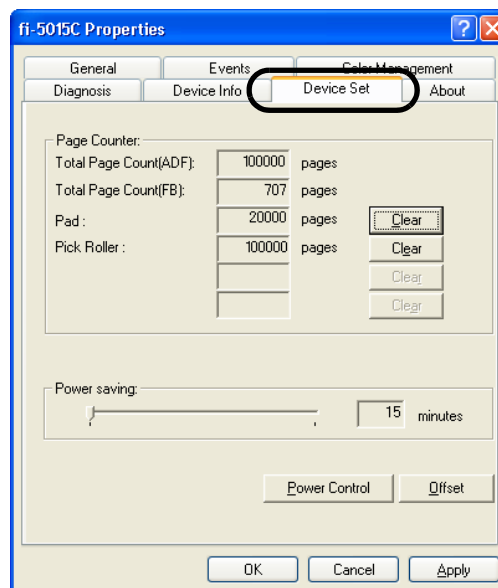 fi-5015C Properties
General Events Color Management
Diagnosis Device Info Device Set About
Page Counter:
Total Page Count(ADF): 100000 pages
Total Page Count(FB): 707 pages
Pad : 20000 pages Clear
Pick Roller : 100000 pages Clear
Clear
Clear
Power saving:
15 minutes
Power Control Offset
OK Cancel Apply